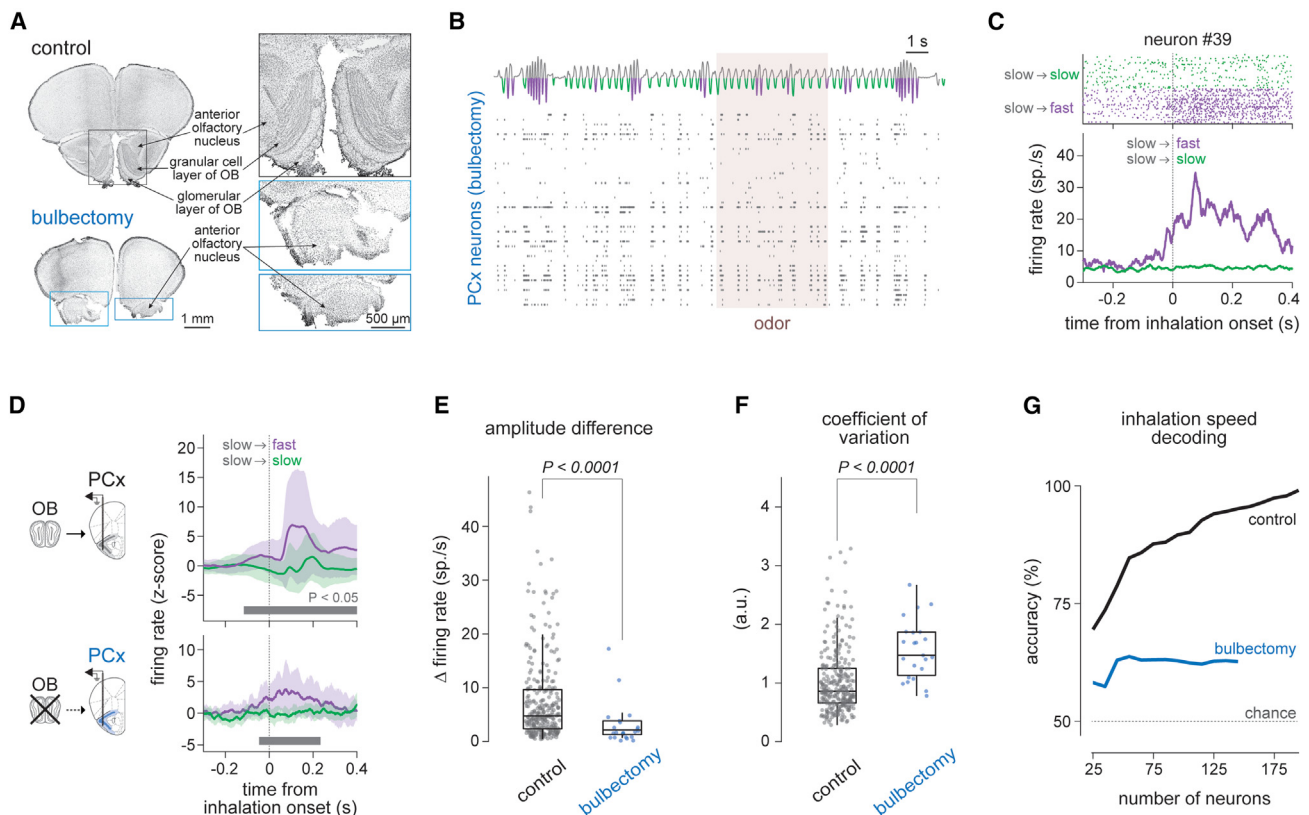 A
control
anterior
olfactory
nucleus
granular cell
layer of OB
glomerular
layer of OB
bulbectomy
anterior
olfactory
nucleus
1 mm
500 µm
B
1 s
PCx neurons (bulbectomy)
odor
C
neuron #39
slow → slow
slow → fast
slow → fast
slow → slow
firing rate (sp./s)
40
30
20
10
0
-0.2
0
0.2
0.4
time from inhalation onset (s)
D
OB
PCx
OB
PCx
slow → fast
slow → slow
firing rate (z-score)
20
15
10
5
0
-5
P < 0.05
10
5
0
-5
-0.2
0
0.2
0.4
time from
inhalation onset (s)
E
amplitude difference
P < 0.0001
Δ firing rate (sp./s)
40
30
20
10
0
control
bulbectomy
F
coefficient of
variation
P < 0.0001
(a.u.)
4
3
2
1
0
control
bulbectomy
G
inhalation speed
decoding
accuracy (%)
100
75
50
control
bulbectomy
chance
25
75
125
175
number of neurons